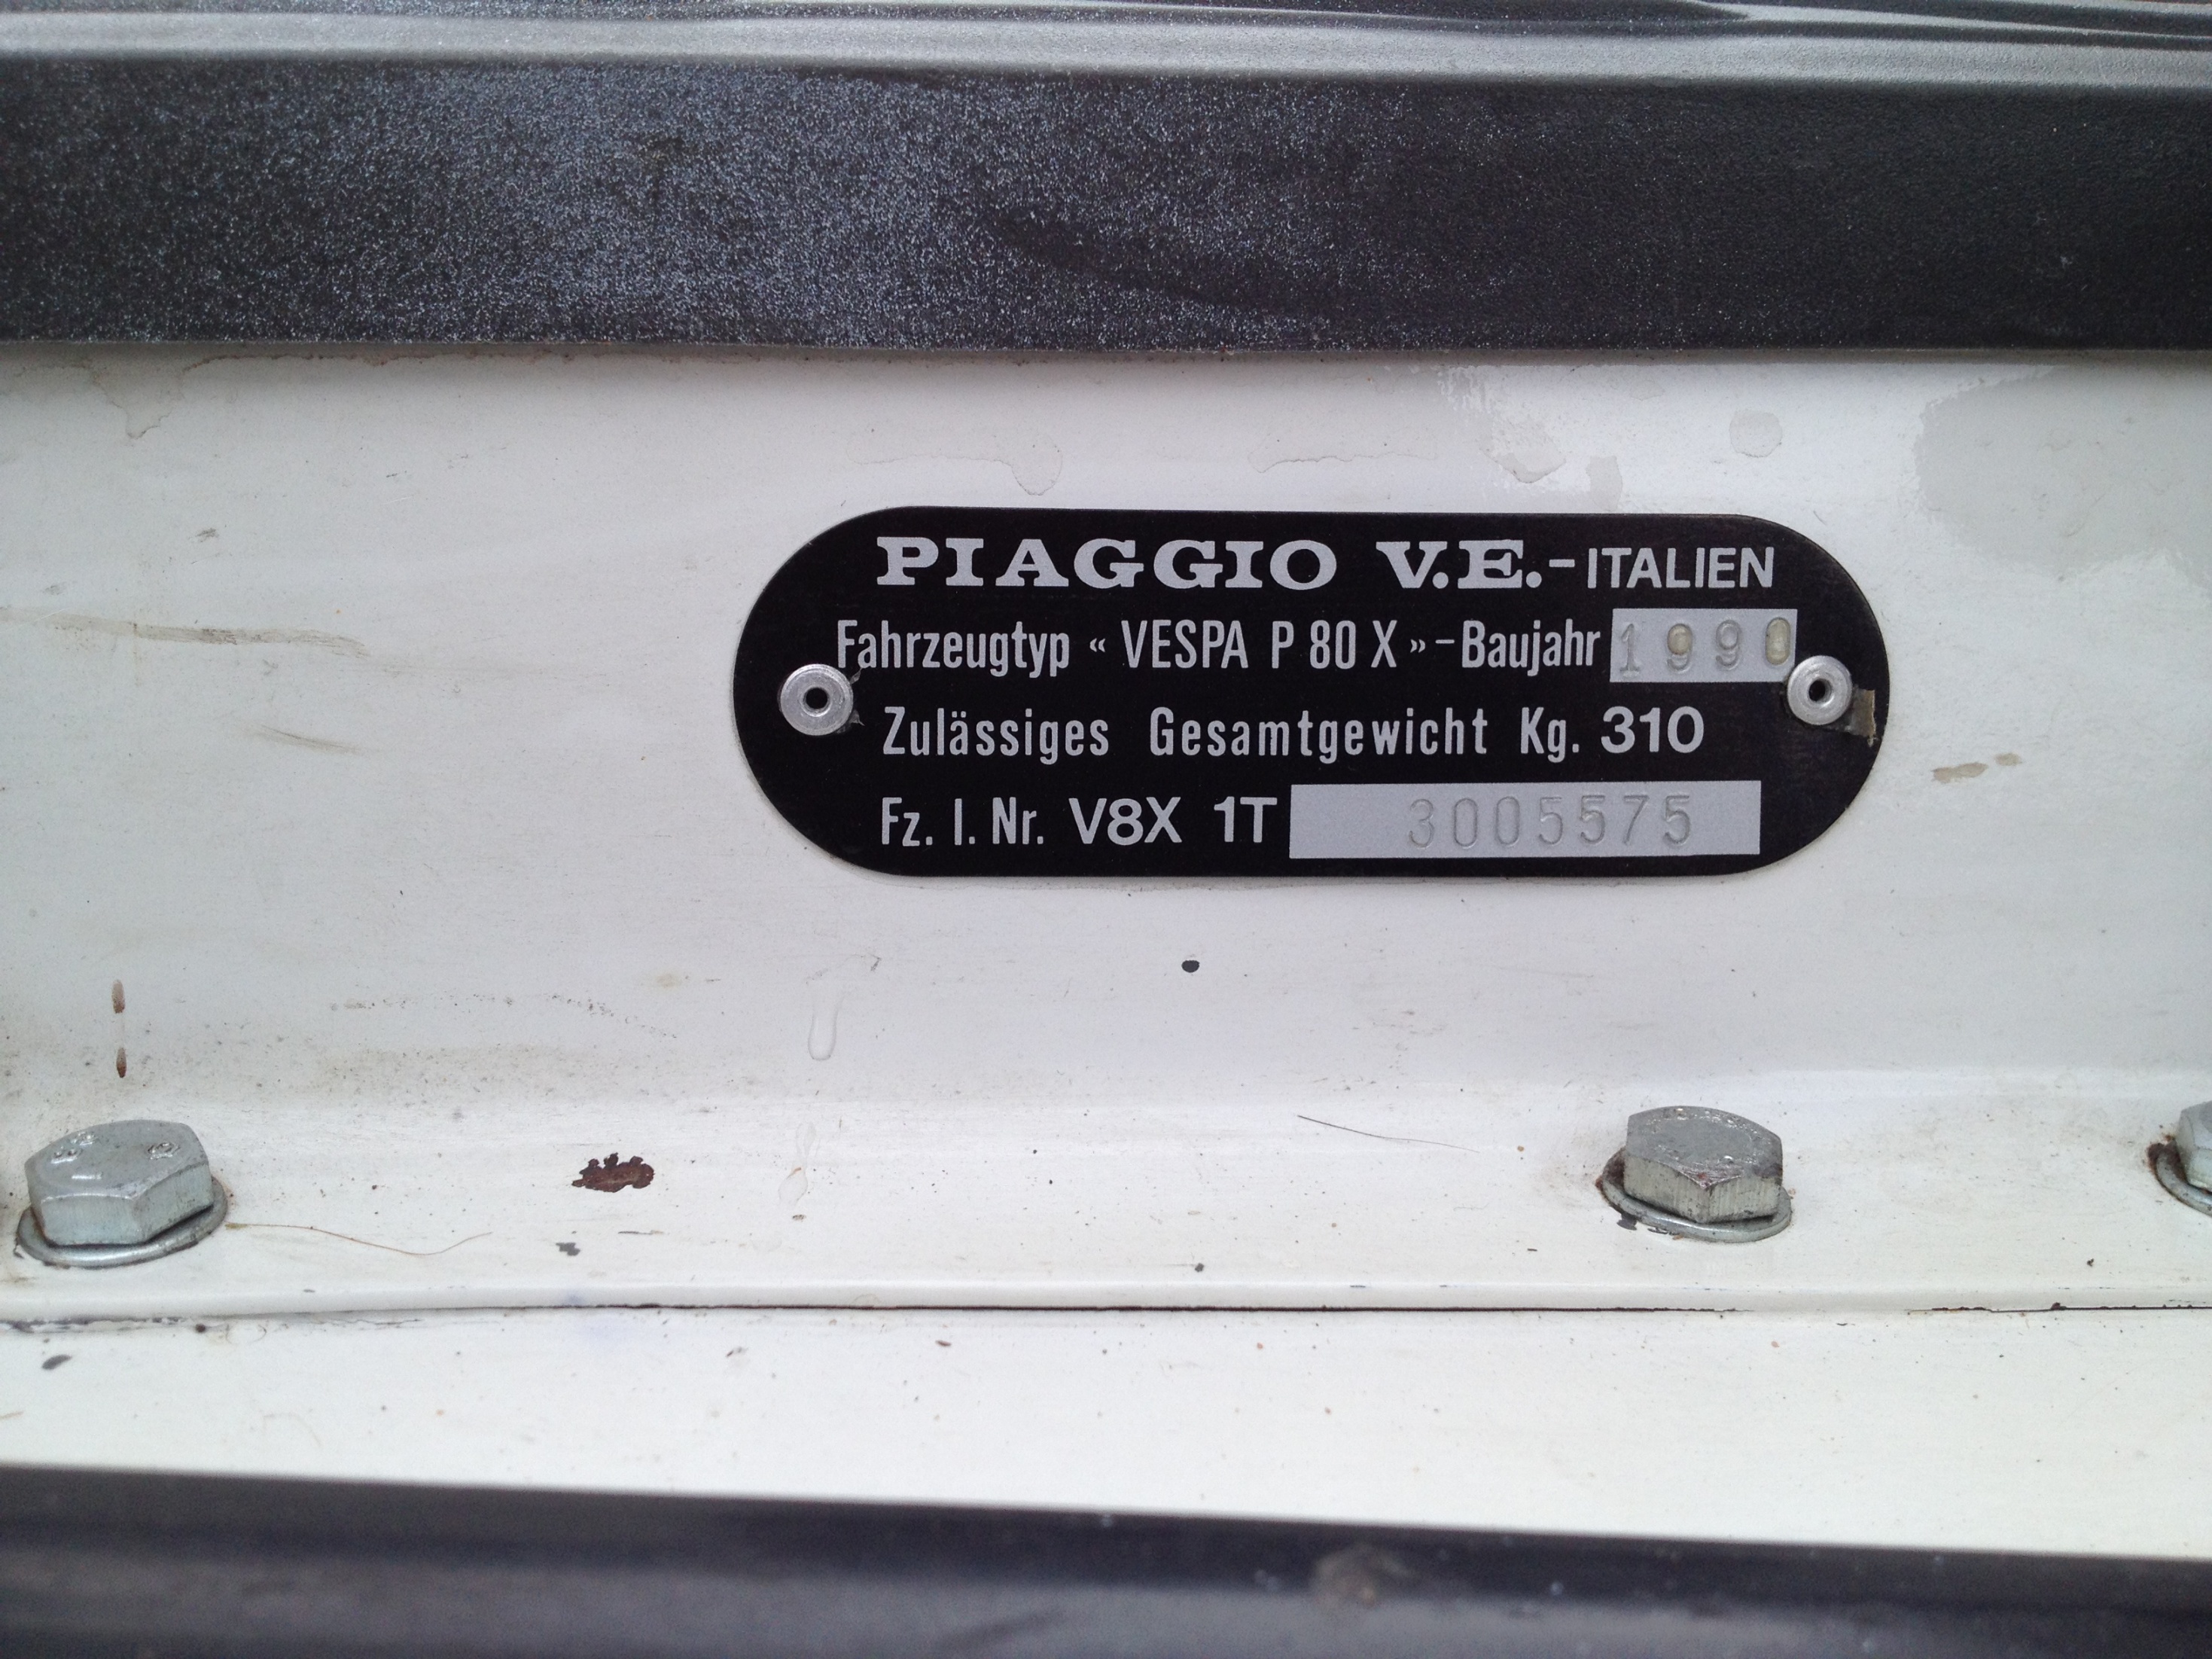 PIAGGIO V.E.-ITALIEN
Fahrzeugtyp « VESPA P 80 X »-Baujahr 1990
Zulässiges Gesamtgewicht Kg. 310
Fz. I. Nr. V8X 1T 3005575